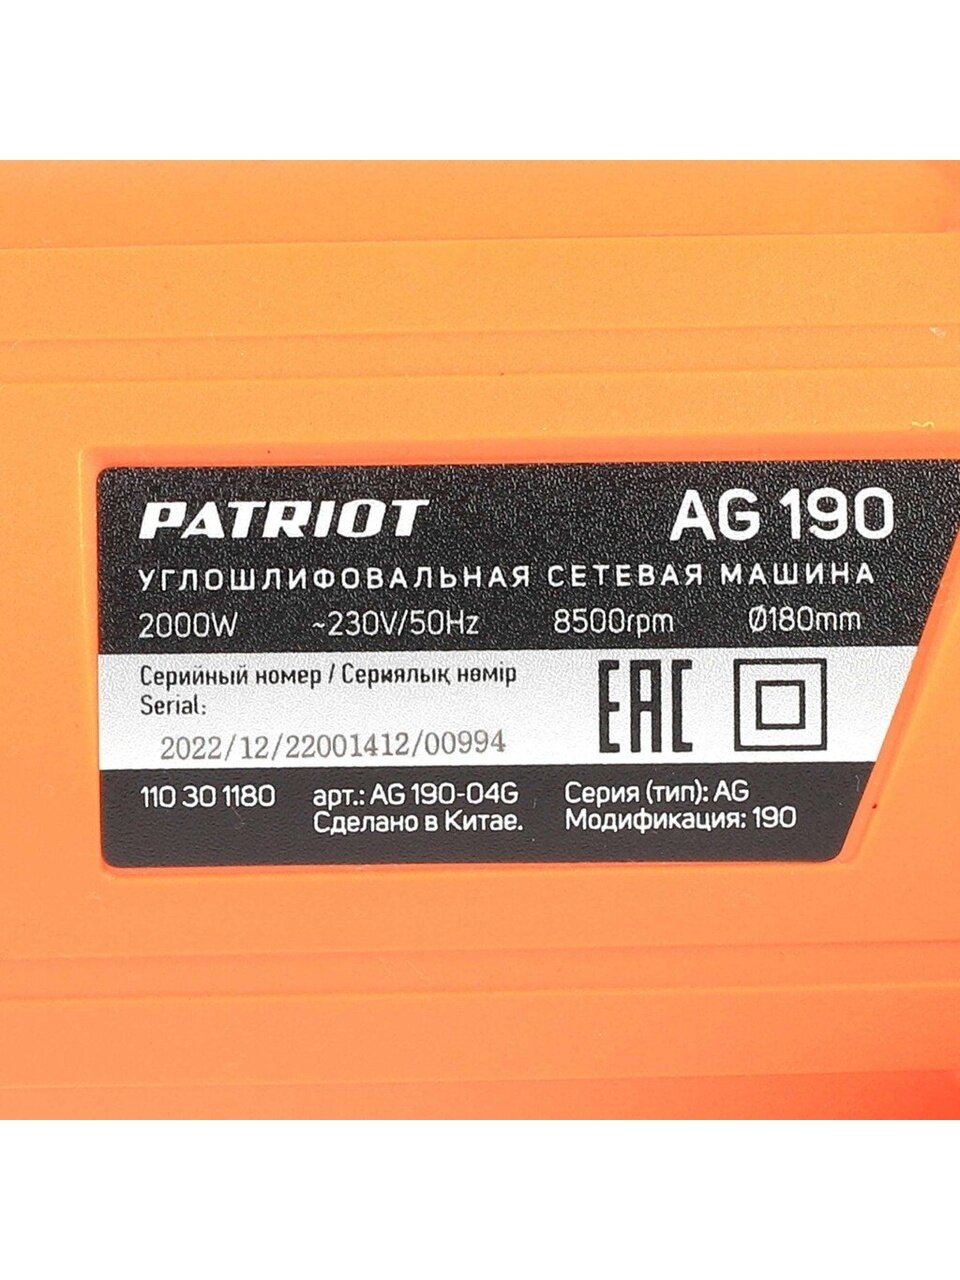 PATRIOT AG 190
УГЛОШЛИФОВАЛЬНАЯ СЕТЕВАЯ МАШИНА
2000W ~230V/50Hz 8500rpm Ø180mm
Серийный номер / Сериялық нөмір
Serial:
2022/12/22001412/00994
EAC
110 30 1180 арт.: AG 190-04G Серия (тип): AG
Сделано в Китае. Модификация: 190